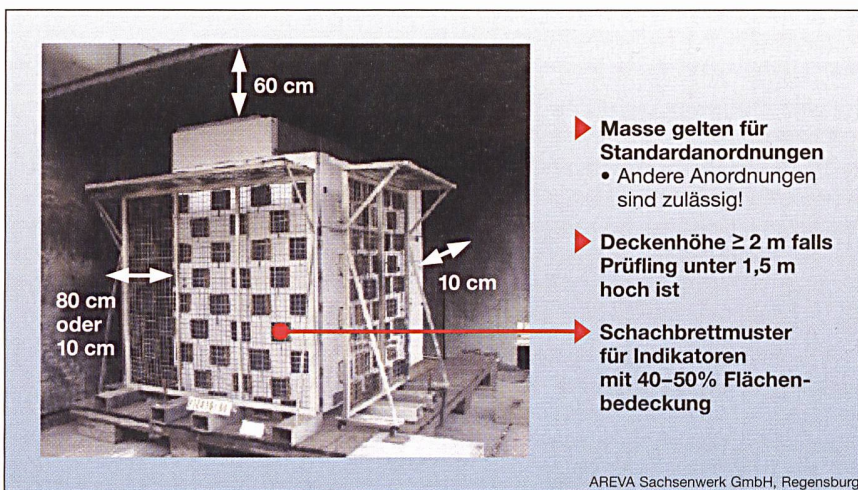 60 cm
80 cm
oder
10 cm
10 cm
Masse gelten für
Standardanordnungen
• Andere Anordnungen
sind zulässig!
Deckenhöhe ≥ 2 m falls
Prüfling unter 1,5 m
hoch ist
Schachbrettmuster
für Indikatoren
mit 40–50% Flächen-
bedeckung
AREVA Sachsenwerk GmbH, Regensburg